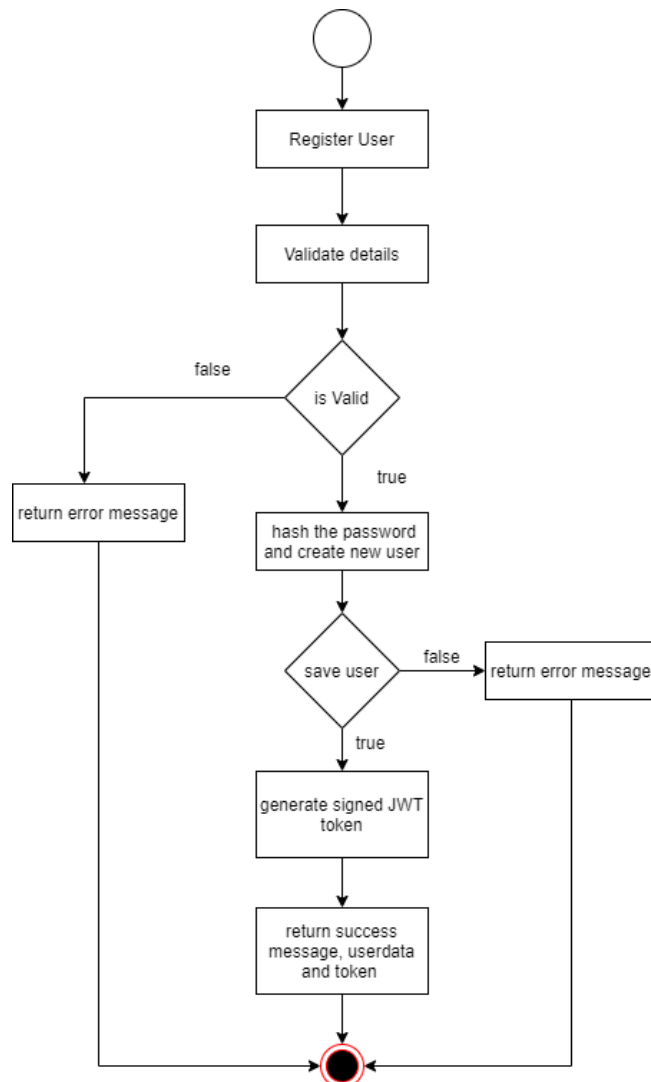 Register User
Validate details
false
is Valid
true
return error message
hash the password
and create new user
save user
false
return error message
true
generate signed JWT
token
return success
message, userdata
and token